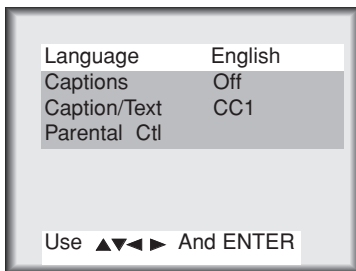 Language English
Captions Off
Caption/Text CC1
Parental Ctl
Use ▲▼◄ ► And ENTER